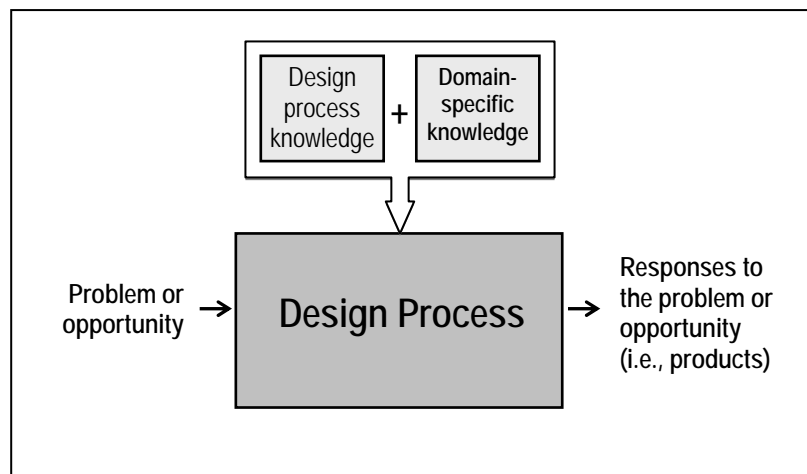 Design
process
knowledge
+
Domain-
specific
knowledge
Problem or
opportunity
Design Process
Responses to
the problem or
opportunity
(i.e., products)